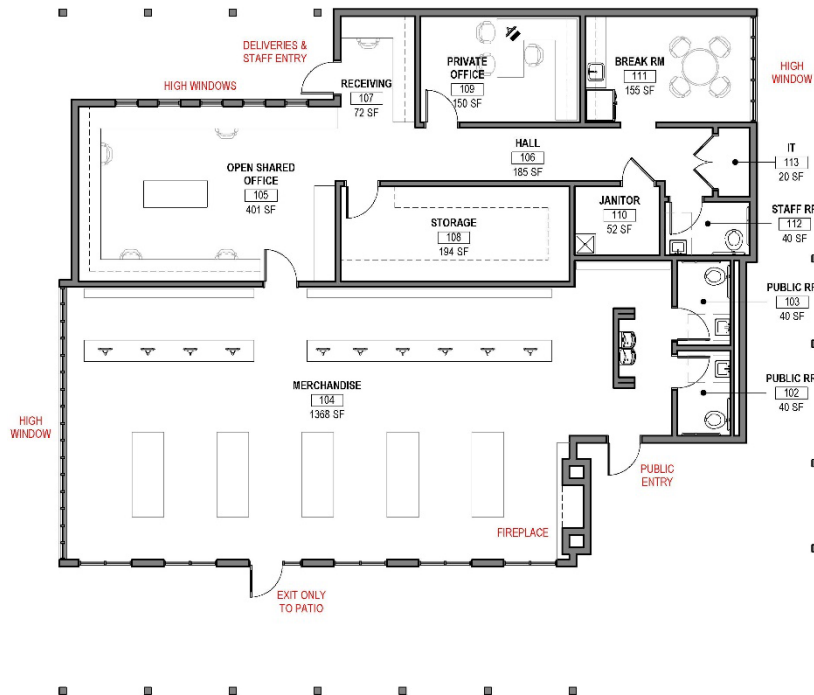 DELIVERIES &
STAFF ENTRY
HIGH WINDOWS
RECEIVING
107
72 SF
PRIVATE
OFFICE
109
150 SF
BREAK RM
111
155 SF
HIGH
WINDOW
HALL
106
185 SF
IT
113
20 SF
OPEN SHARED
OFFICE
105
401 SF
STORAGE
108
194 SF
JANITOR
110
52 SF
STAFF RR
112
40 SF
PUBLIC RR
103
40 SF
PUBLIC RR
102
40 SF
MERCHANDISE
104
1368 SF
HIGH
WINDOW
PUBLIC
ENTRY
FIREPLACE
EXIT ONLY
TO PATIO